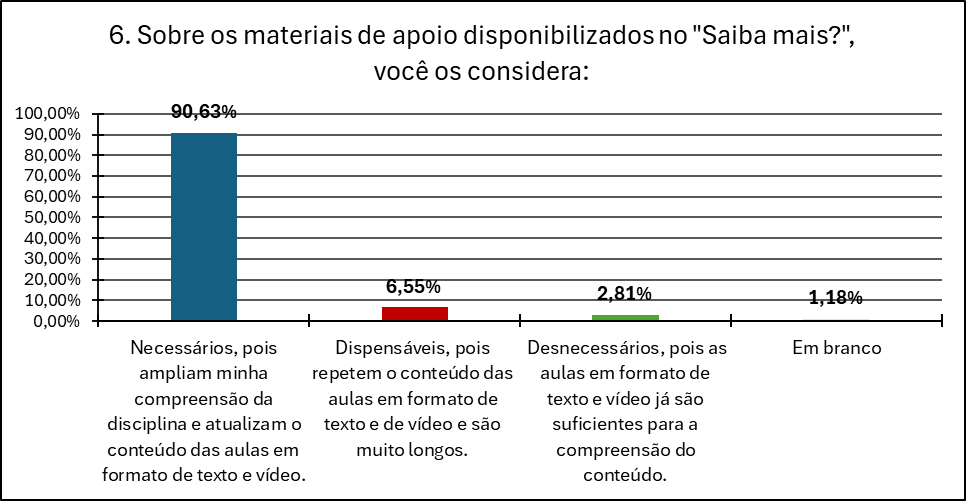 6. Sobre os materiais de apoio disponibilizados no "Saiba mais?",
você os considera:
100,00%
90,00%
80,00%
70,00%
60,00%
50,00%
40,00%
30,00%
20,00%
10,00%
0,00%
90,63%
6,55%
2,81%
1,18%
Necessários, pois
ampliam minha
compreensão da
disciplina e atualizam o
conteúdo das aulas em
formato de texto e vídeo.
Dispensáveis, pois
repetem o conteúdo das
aulas em formato de
texto e de vídeo e são
muito longos.
Desnecessários, pois as
aulas em formato de
texto e vídeo já são
suficientes para a
compreensão do
conteúdo.
Em branco